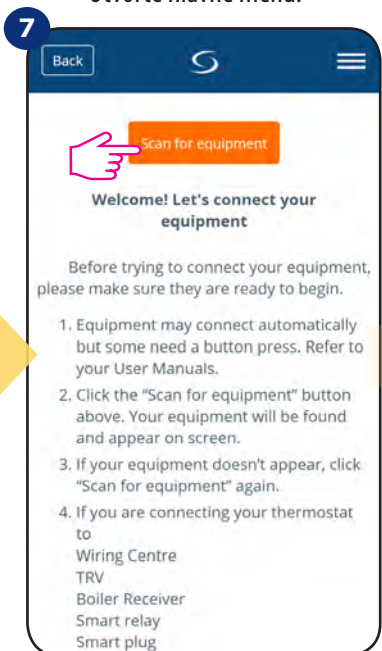 otvorte hlavné menu.
7
Back
Scan for equipment
Welcome! Let's connect your
equipment
Before trying to connect your equipment,
please make sure they are ready to begin.
1. Equipment may connect automatically
but some need a button press. Refer to
your User Manuals.
2. Click the “Scan for equipment” button
above. Your equipment will be found
and appear on screen.
3. If your equipment doesn't appear, click
“Scan for equipment” again.
4. If you are connecting your thermostat
to
Wiring Centre
TRV
Boiler Receiver
Smart relay
Smart plug